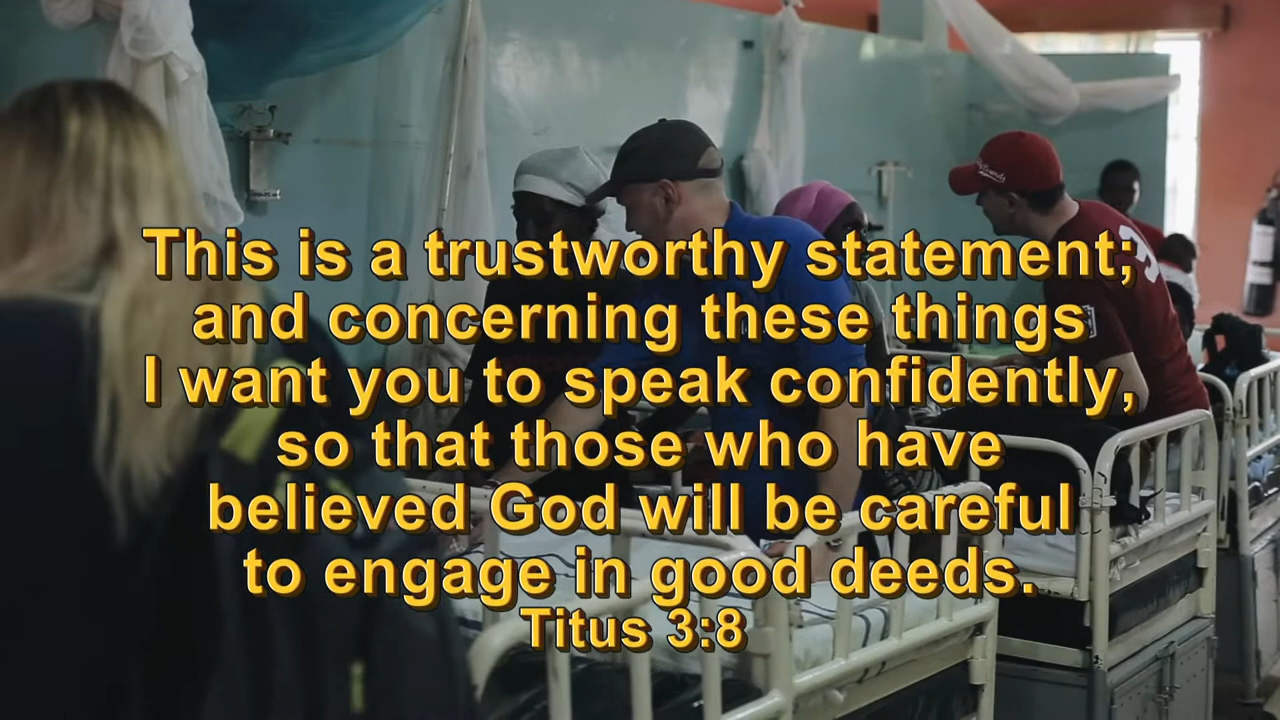 This is a trustworthy statement;
and concerning these things
I want you to speak confidently,
so that those who have
believed God will be careful
to engage in good deeds.
Titus 3:8